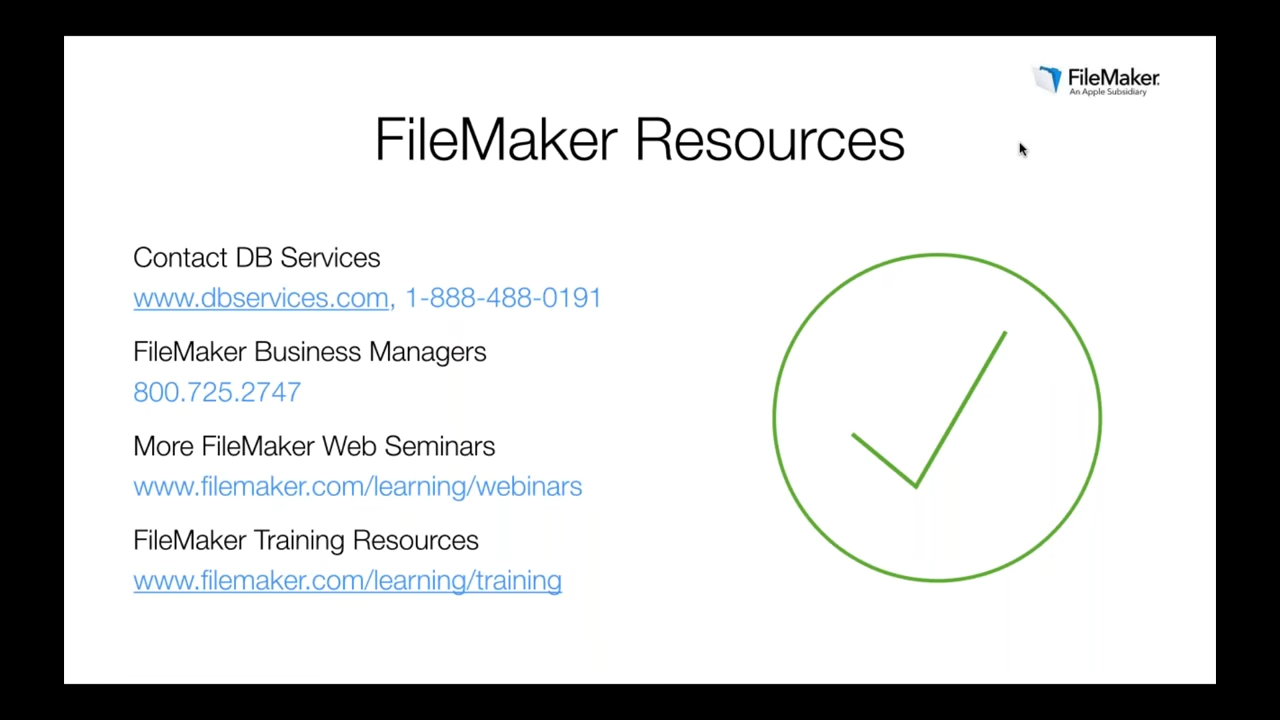 FileMaker
An Apple Subsidiary
FileMaker Resources
Contact DB Services
www.dbservices.com, 1-888-488-0191
FileMaker Business Managers
800.725.2747
More FileMaker Web Seminars
www.filemaker.com/learning/webinars
FileMaker Training Resources
www.filemaker.com/learning/training